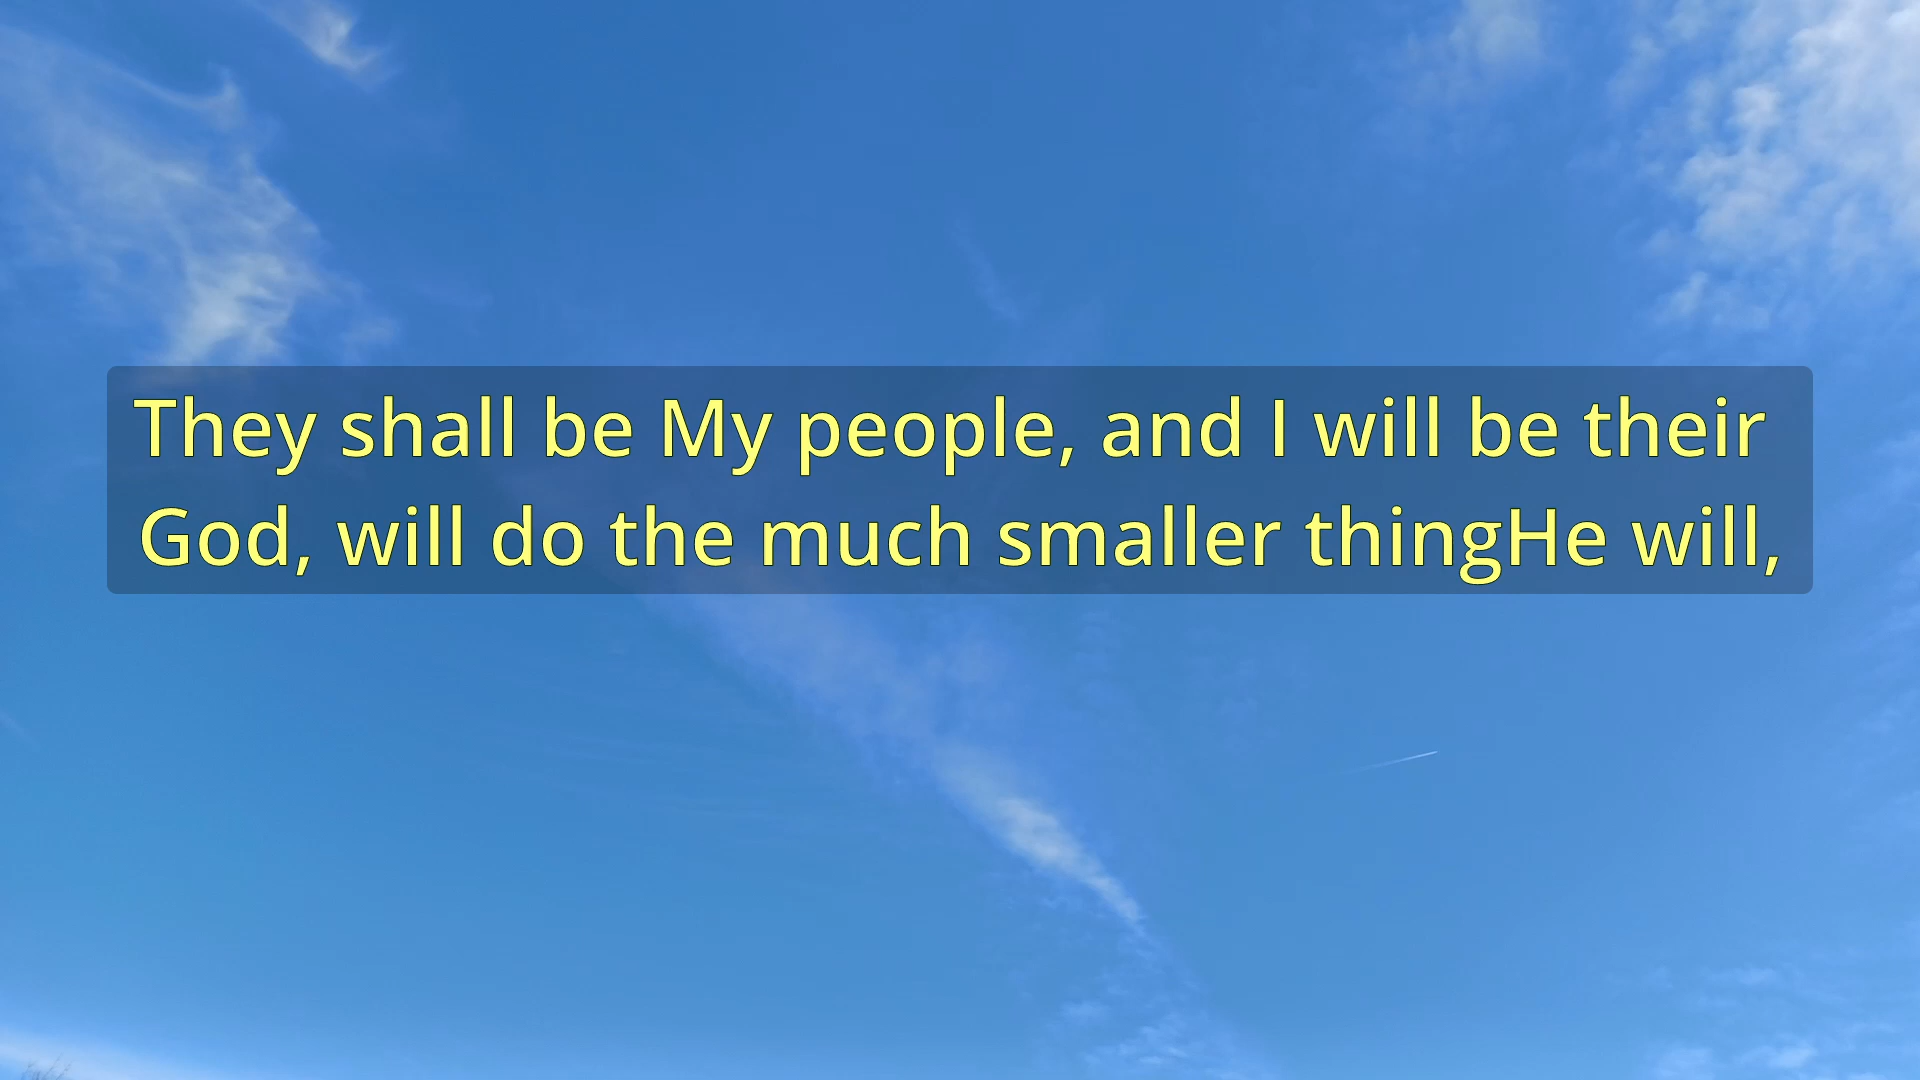 They shall be My people, and I will be their
God, will do the much smaller thingHe will,